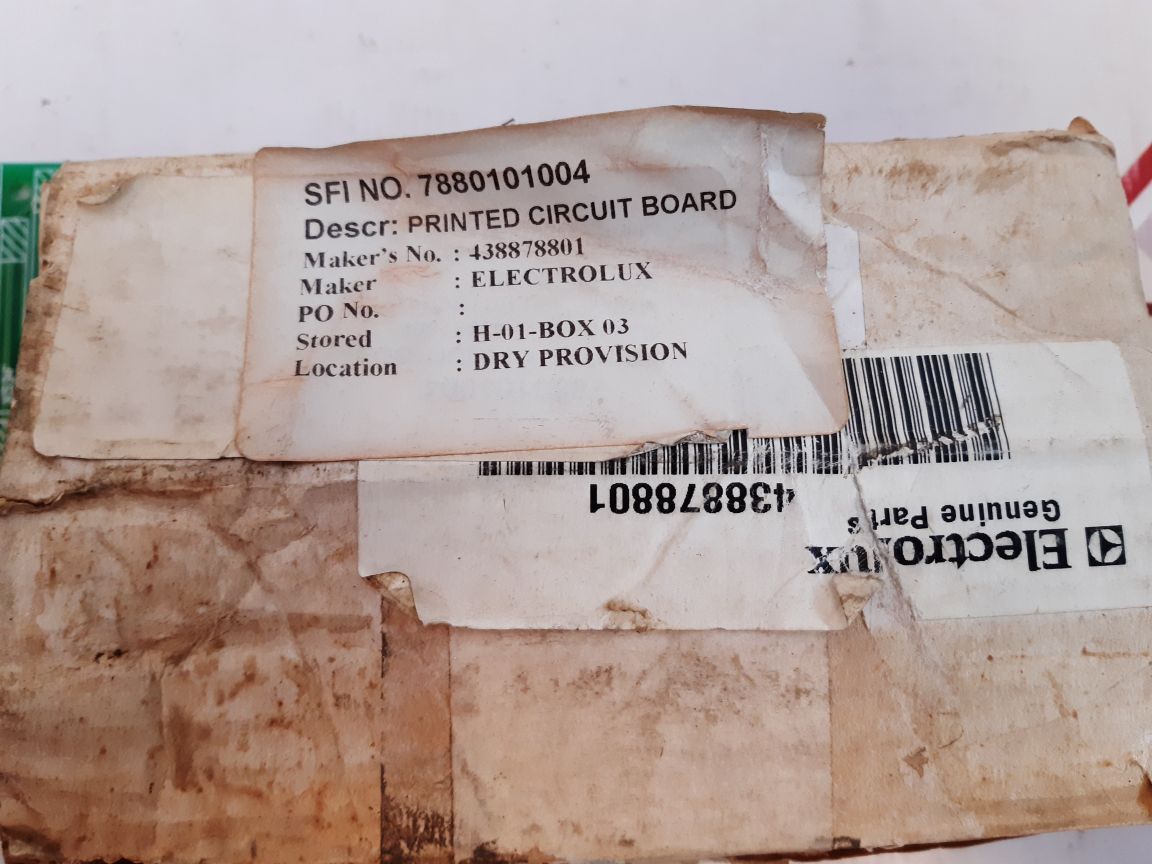 SFI NO. 7880101004
Descr: PRINTED CIRCUIT BOARD
Maker's No. : 438878801
Maker : ELECTROLUX
PO No. :
Stored : H-01-BOX 03
Location : DRY PROVISION
Electrolux
Genuine Parts
438878801